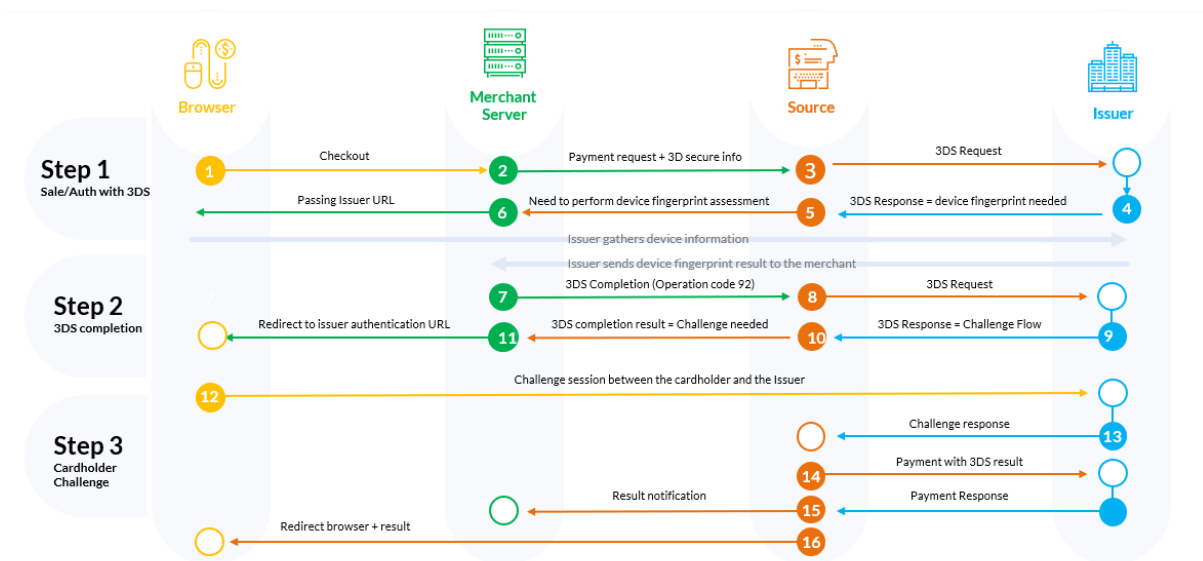 Browser
Merchant
Server
Source
Issuer
Step 1
Sale/Auth with 3DS
1
Checkout
2
Payment request + 3D secure info
3
3DS Request
Passing Issuer URL
6
Need to perform device fingerprint assessment
5
3DS Response = device fingerprint needed
4
Issuer gathers device information
Issuer sends device fingerprint result to the merchant
Step 2
3DS completion
7
3DS Completion (Operation code 92)
8
3DS Request
Redirect to issuer authentication URL
11
3DS completion result = Challenge needed
10
3DS Response = Challenge Flow
9
Step 3
Cardholder
Challenge
12
Challenge session between the cardholder and the Issuer
Challenge response
13
14
Payment with 3DS result
Result notification
15
Payment Response
Redirect browser + result
16